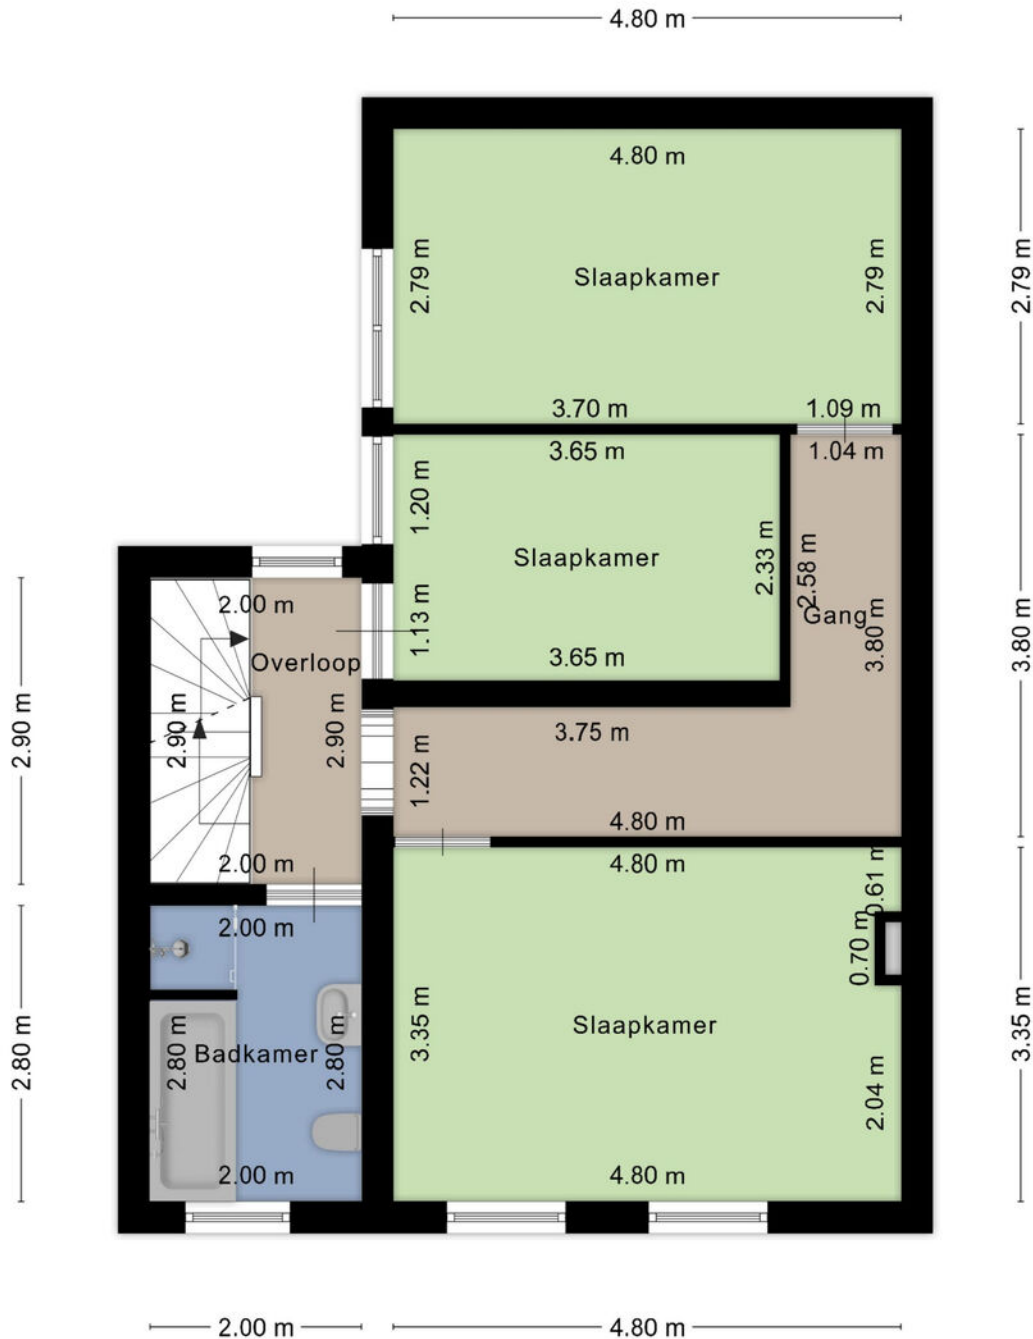 4.80 m
4.80 m
2.79 m
2.79 m
2.79 m
Slaapkamer
3.70 m
1.09 m
3.65 m
1.04 m
1.20 m
Slaapkamer
2.33 m
2.58 m
Gang
3.80 m
3.80 m
2.00 m
1.13 m
3.65 m
Overloop
2.90 m
2.90 m
2.90 m
3.75 m
1.22 m
4.80 m
2.00 m
4.80 m
0.61 m
2.00 m
0.70 m
Slaapkamer
3.35 m
3.35 m
2.80 m
2.80 m
Badkamer
2.80 m
2.04 m
2.00 m
4.80 m
2.00 m
4.80 m